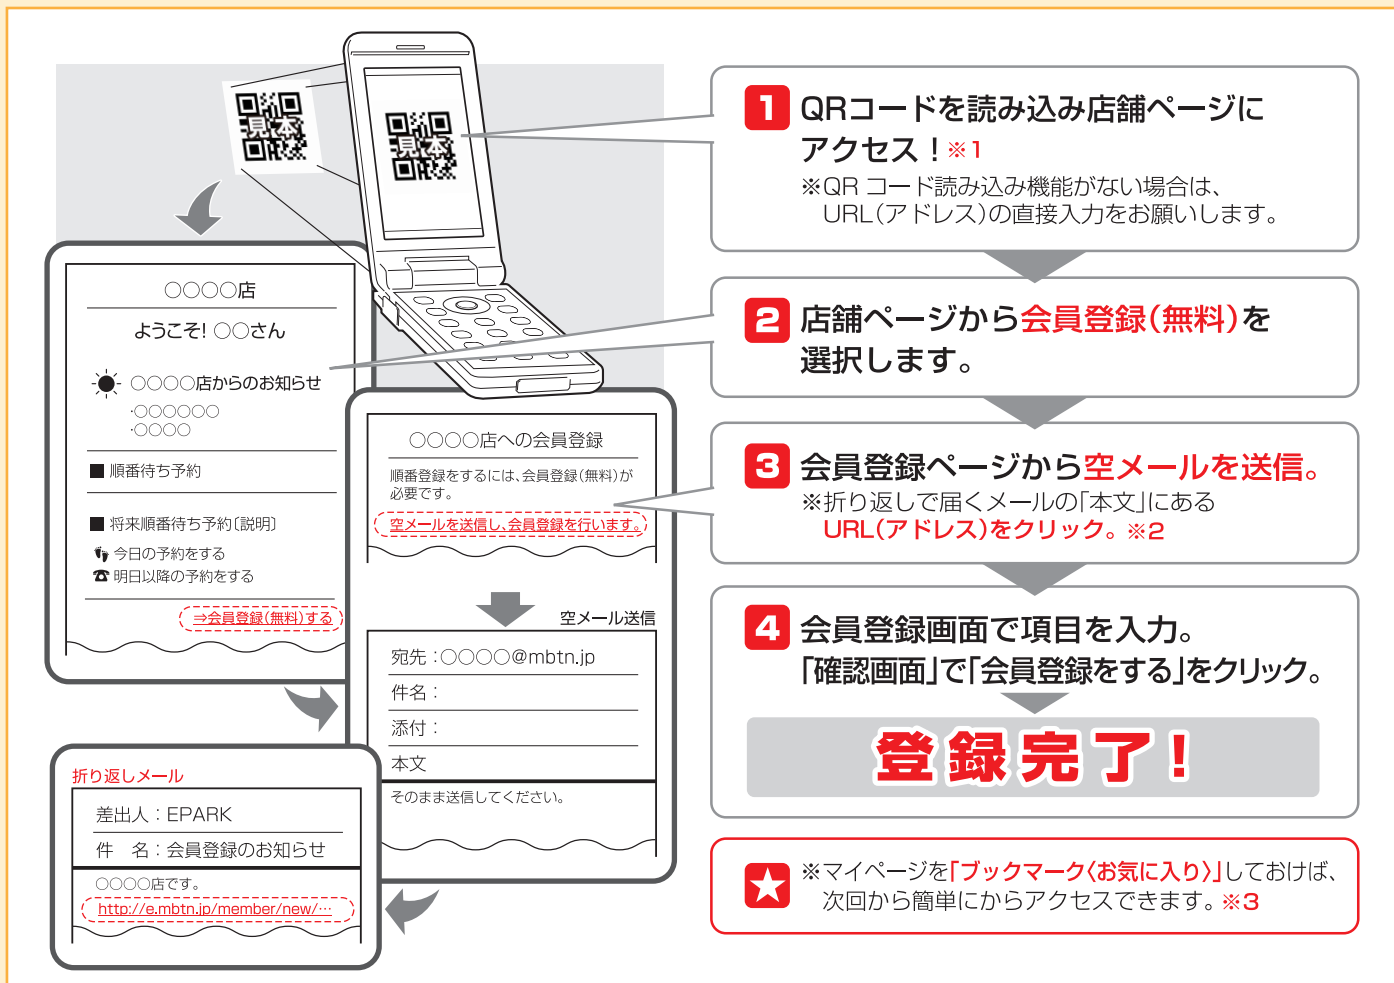 見本
見本
1 QRコードを読み込み店舗ページに
アクセス！※1
※QR コード読み込み機能がない場合は、
URL(アドレス)の直接入力をお願いします。
2 店舗ページから会員登録(無料)を
選択します。
3 会員登録ページから空メールを送信。
※折り返しで届くメールの「本文」にある
URL(アドレス)をクリック。※2
4 会員登録画面で項目を入力。
「確認画面」で「会員登録をする」をクリック。
登録完了！
※マイページを「ブックマーク〈お気に入り〉」しておけば、
次回から簡単にからアクセスできます。※3
○○○○店
ようこそ! ○○さん
○○○○店からのお知らせ
·○○○○○○
·○○○○
■ 順番待ち予約
■ 将来順番待ち予約〔説明〕
今日の予約をする
☎ 明日以降の予約をする
⇒会員登録(無料)する
○○○○店への会員登録
順番登録をするには、会員登録(無料)が
必要です。
空メールを送信し、会員登録を行います。
空メール送信
宛先：○○○○@mbtn.jp
件名：
添付：
本文
そのまま送信してください。
折り返しメール
差出人：EPARK
件　名：会員登録のお知らせ
○○○○店です。
http://e.mbtn.jp/member/new/…